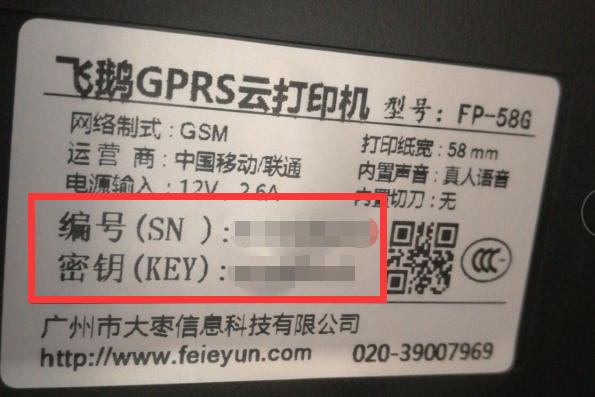 飞鹅GPRS云打印机 型号: FP-58G
网络制式: GSM 打印纸宽: 58mm
运营商: 中国移动/联通 内置声音: 真人语音
电源输入: 12V, 2.6A 内置切刀: 无
编号(SN ):
密钥(KEY):
广州市大枣信息科技有限公司
http://www.feieyun.com 020-39007969